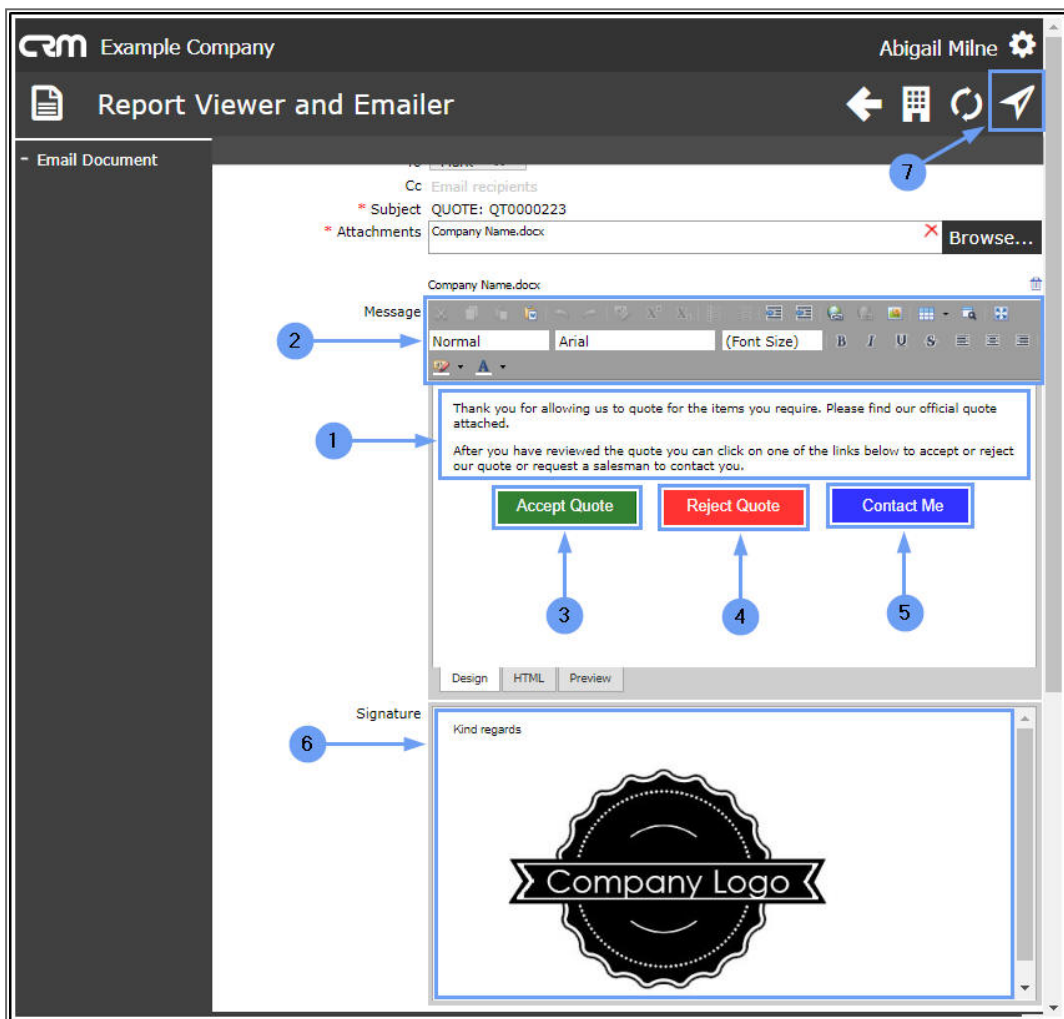 CRM Example Company
Abigail Milne
Report Viewer and Emailer
7
- Email Document
Cc Email recipients
* Subject QUOTE: QT0000223
* Attachments Company Name.docx
Browse...
Company Name.docx
Message
2
Normal Arial (Font Size) B I U S
A
1
Thank you for allowing us to quote for the items you require. Please find our official quote
attached.
After you have reviewed the quote you can click on one of the links below to accept or reject
our quote or request a salesman to contact you.
Accept Quote Reject Quote Contact Me
3 4 5
Design HTML Preview
Signature
6
Kind regards
Company Logo